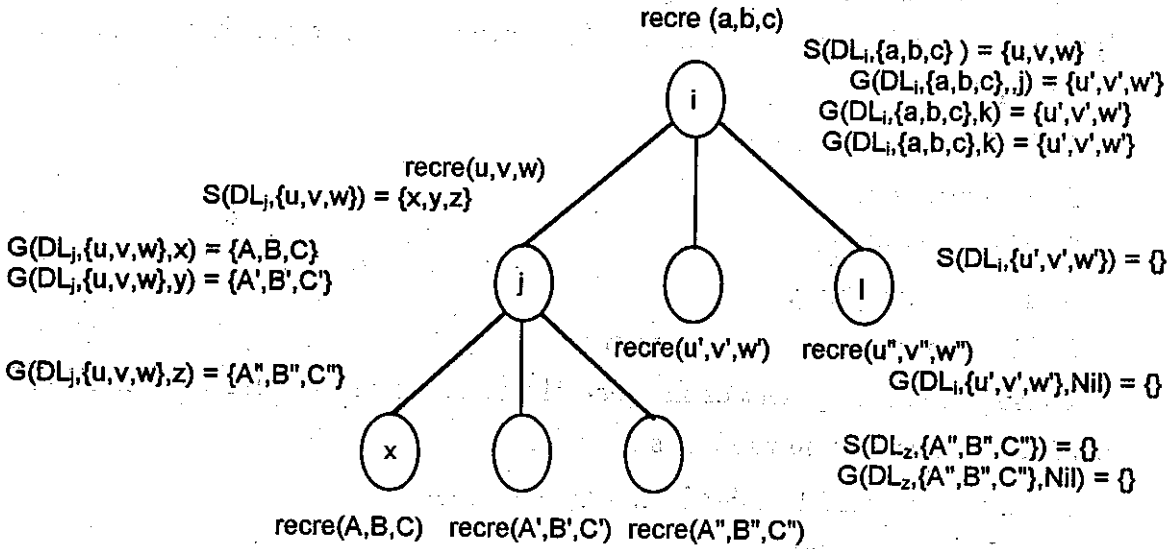 recre (a,b,c)
S(DLi,{a,b,c} ) = {u,v,w}
G(DLi,{a,b,c},,j) = {u',v',w'}
i
G(DLi,{a,b,c},k) = {u',v',w'}
G(DLi,{a,b,c},k) = {u',v',w'}
recre(u,v,w)
S(DLj,{u,v,w}) = {x,y,z}
G(DLj,{u,v,w},x) = {A,B,C}
G(DLj,{u,v,w},y) = {A',B',C'}
S(DLi,{u',v',w'}) = {}
j
l
recre(u',v',w')
recre(u",v",w")
G(DLj,{u,v,w},z) = {A",B",C"}
G(DLi,{u',v',w'},Nil) = {}
x
S(DLz,{A",B",C"}) = {}
G(DLz,{A",B",C"},Nil) = {}
recre(A,B,C)
recre(A',B',C')
recre(A",B",C")